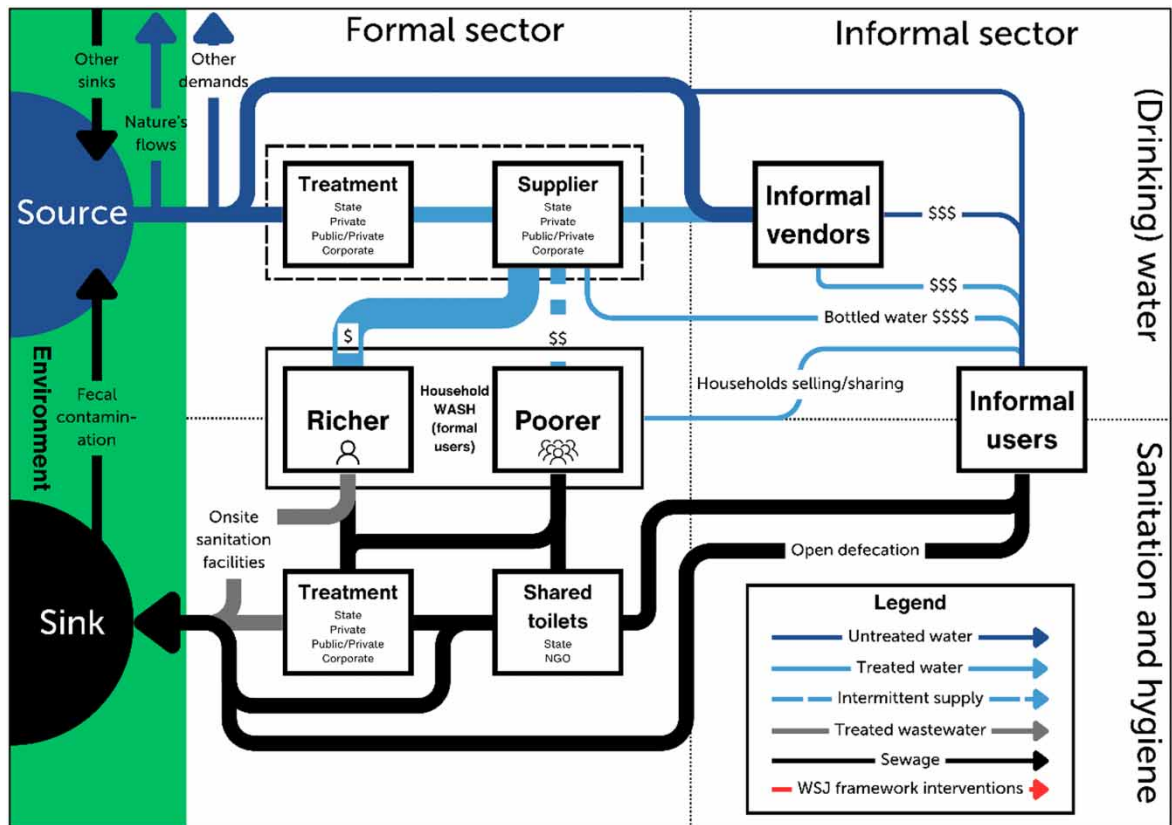 Formal sector
Informal sector
Other
sinks
Other
demands
Nature's
flows
(Drinking) water
Source
Treatment
State
Private
Public/Private
Corporate
Supplier
State
Private
Public/Private
Corporate
Informal
vendors
$$$
$$$
Bottled water $$$$
$
$$
Households selling/sharing
Environment
Fecal
contamin-
ation
Richer
Household
WASH
(formal
users)
Poorer
Informal
users
Sanitation and hygiene
Onsite
sanitation
facilities
Open defecation
Sink
Treatment
State
Private
Public/Private
Corporate
Shared
toilets
State
NGO
Legend
Untreated water
Treated water
Intermittent supply
Treated wastewater
Sewage
WSJ framework interventions